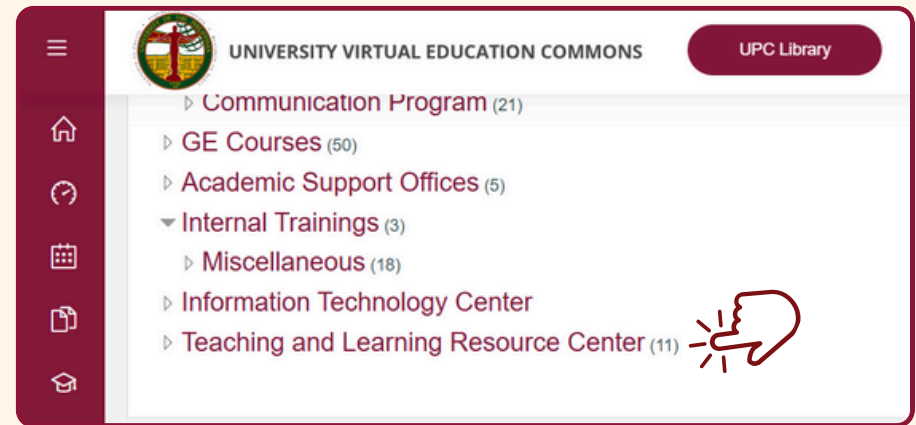 UNIVERSITY VIRTUAL EDUCATION COMMONS
UPC Library
Communication Program (21)
GE Courses (50)
Academic Support Offices (5)
Internal Trainings (3)
Miscellaneous (18)
Information Technology Center
Teaching and Learning Resource Center (11)